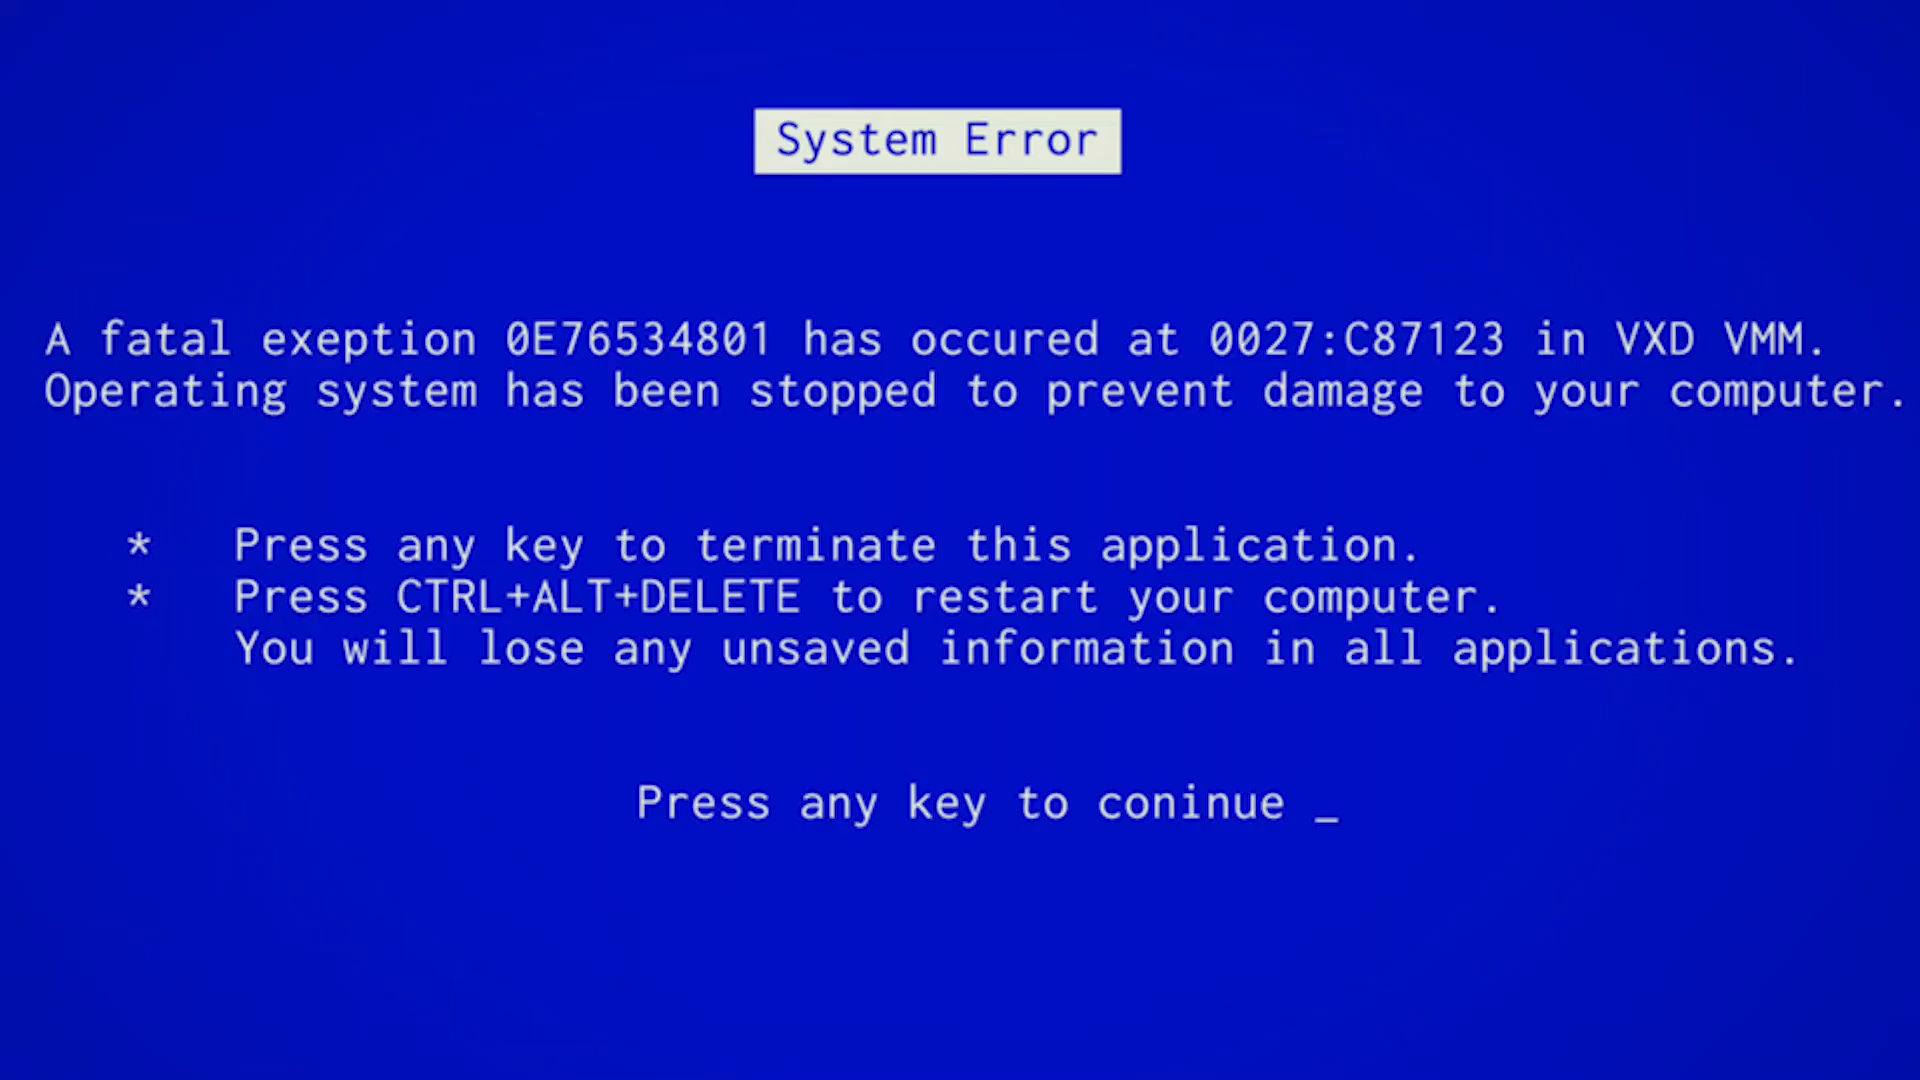 System Error
A fatal exeption 0E76534801 has occured at 0027:C87123 in VXD VMM.
Operating system has been stopped to prevent damage to your computer.
* Press any key to terminate this application.
* Press CTRL+ALT+DELETE to restart your computer.
You will lose any unsaved information in all applications.
Press any key to coninue _